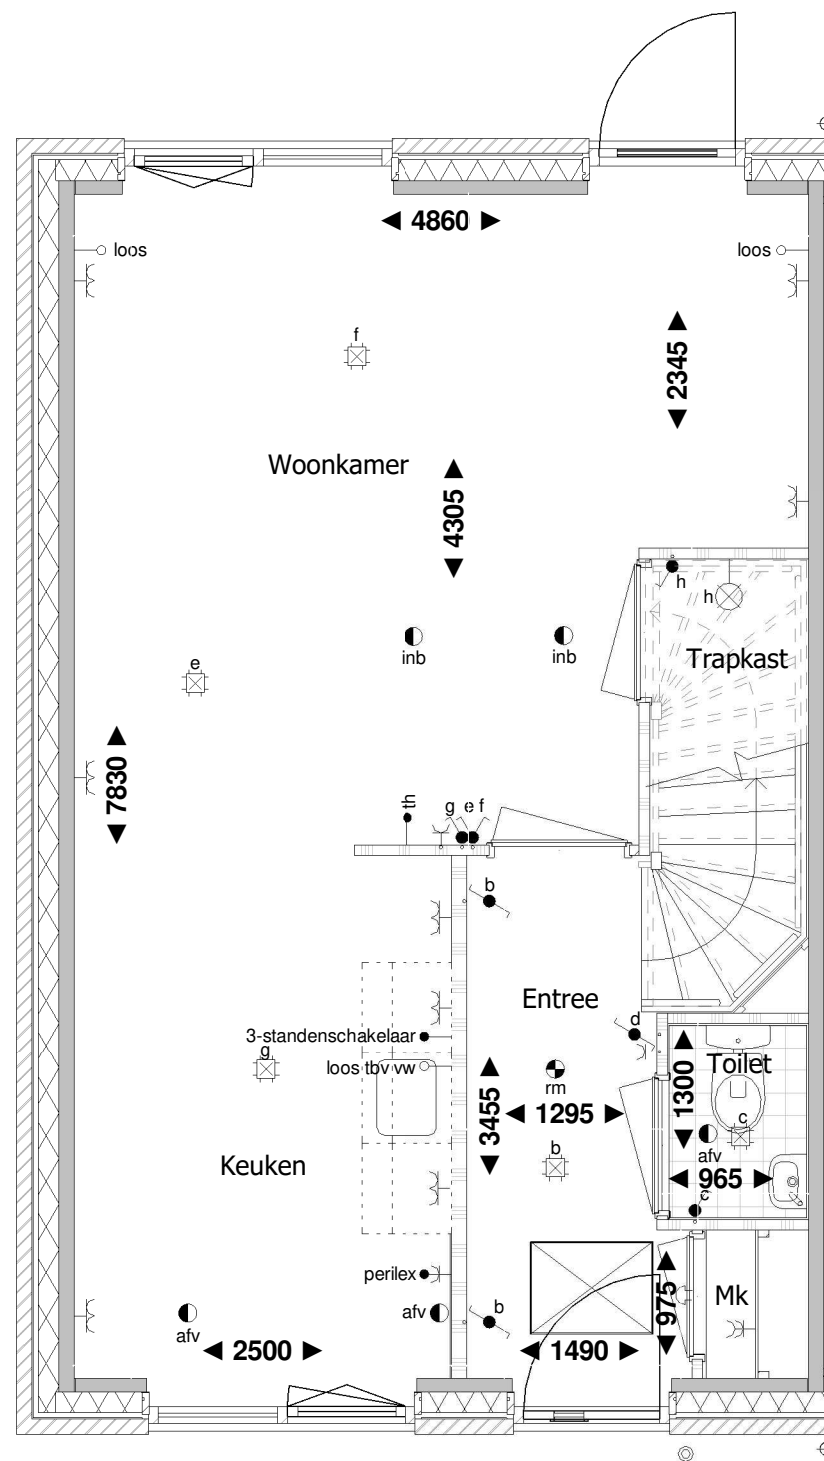 4860
loos
loos
f
2345
Woonkamer
4305
h
h
Trapkast
inb
inb
e
7830
th
g
e
f
b
Entree
d
3-standenschakelaar
g
Toilet
1300
loos tbv vw
rm
3455
1295
c
afv
b
Keuken
965
c
perilex
975
Mk
afv
b
afv
2500
1490